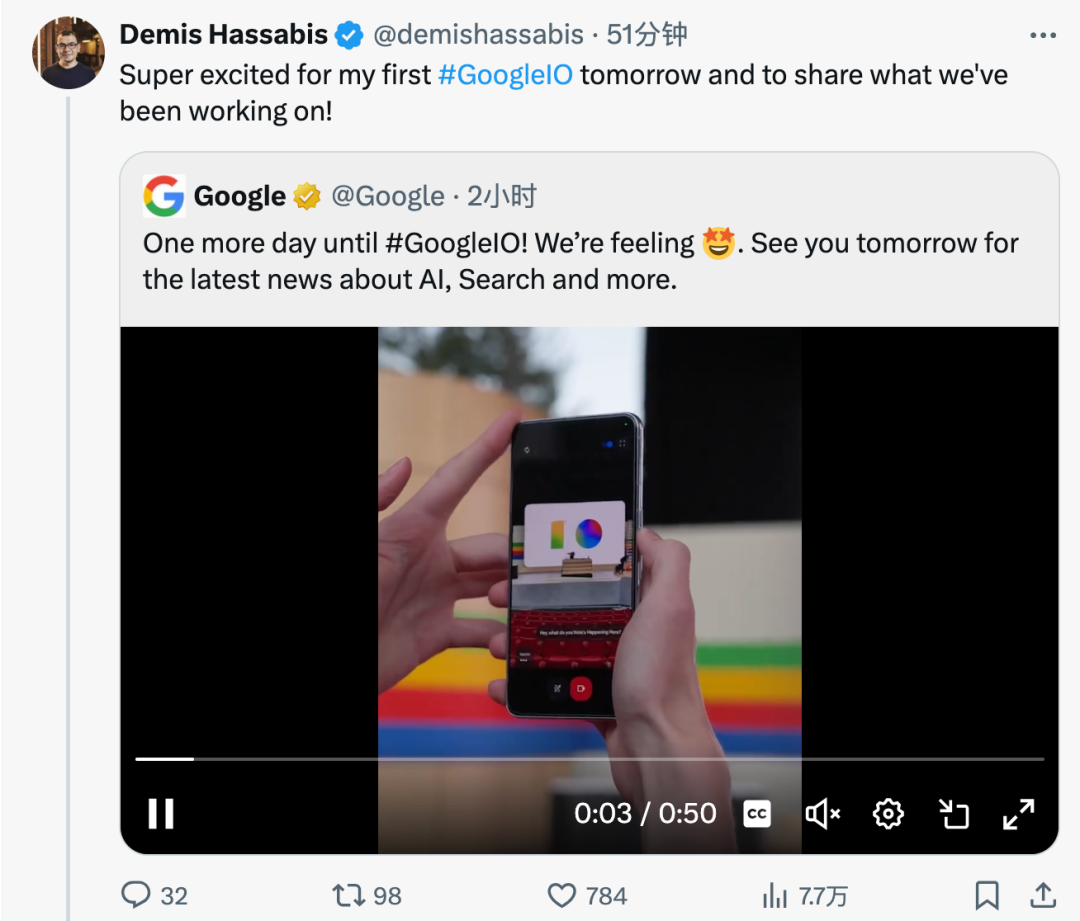 Demis Hassabis @demishassabis · 51分钟
Super excited for my first #GoogleIO tomorrow and to share what we've
been working on!
Google @Google · 2小时
One more day until #GoogleIO! We’re feeling 🤩. See you tomorrow for
the latest news about AI, Search and more.
IO
Hey, what do you think's Happening Here?
0:03 / 0:50 CC
32 98 784 7.7万